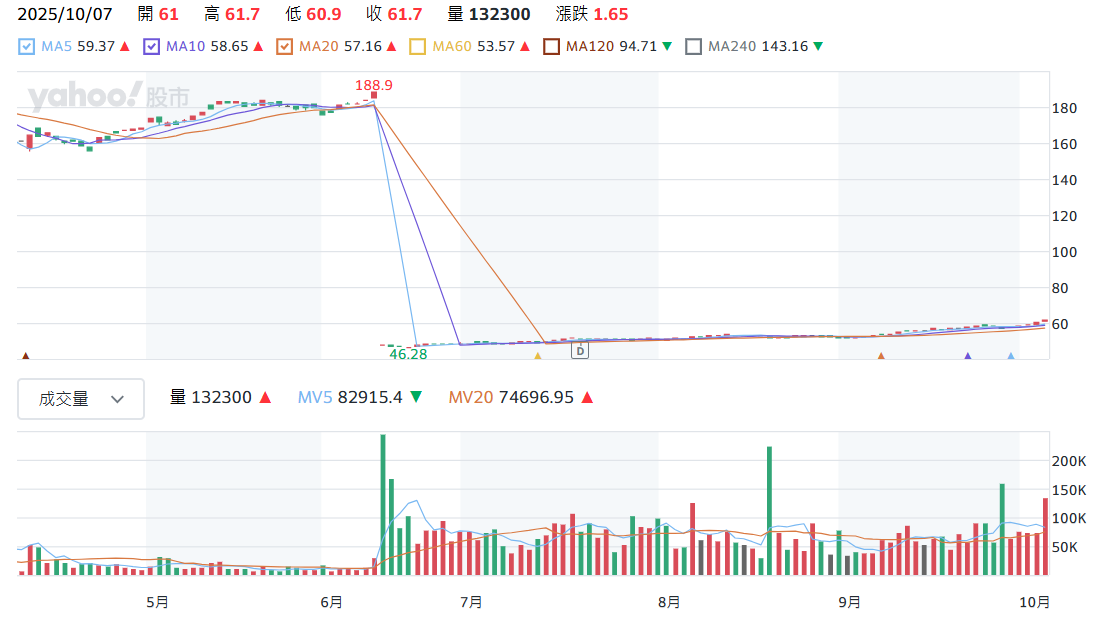 2025/10/07 開 61 高 61.7 低 60.9 收 61.7 量 132300 漲跌 1.65
MA5 59.37 ▲ MA10 58.65 ▲ MA20 57.16 ▲ MA60 53.57 ▲ MA120 94.71 ▼ MA240 143.16 ▼
yahoo! 股市
188.9
180
160
140
120
100
80
60
46.28
D
成交量 量 132300 ▲ MV5 82915.4 ▼ MV20 74696.95 ▲
200K
150K
100K
50K
5月 6月 7月 8月 9月 10月